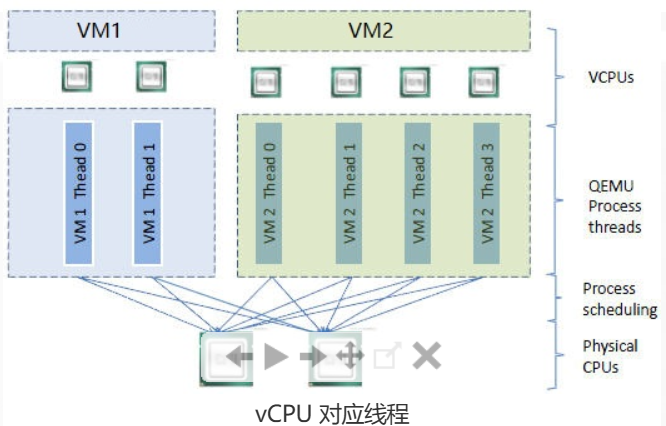 VM1
VM2
VCPUs
VM 1 Thead 0
VM 1 Thead 1
VM 2 Thead 0
VM 2 Thead 1
VM 2 Thead 2
VM 2 Thead 3
QEMU
Process
threads
Process
scheduling
Physical
CPUs
vCPU 对应线程